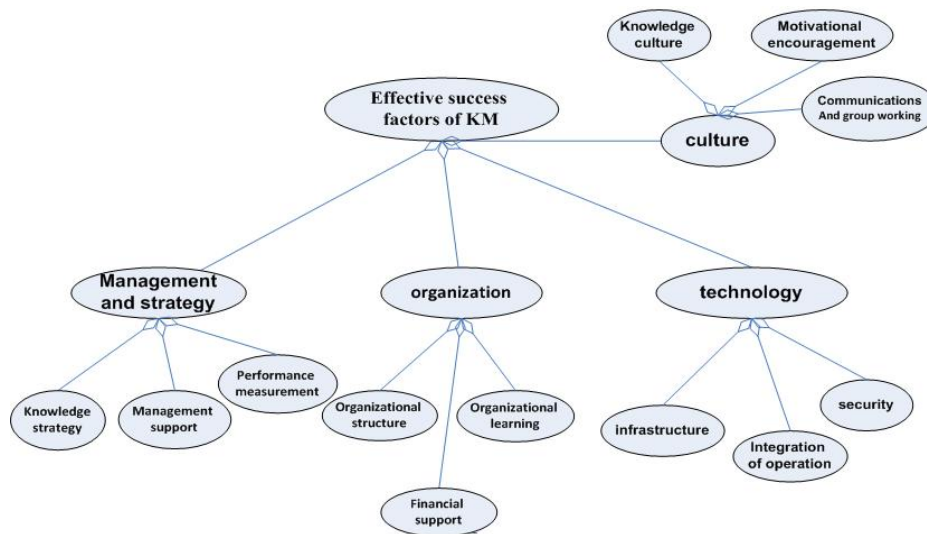 Knowledge
culture
Motivational
encouragement
Effective success
factors of KM
Communications
And group working
culture
Management
and strategy
organization
technology
Performance
measurement
Knowledge
strategy
Management
support
Organizational
structure
Organizational
learning
security
infrastructure
Integration
of operation
Financial
support